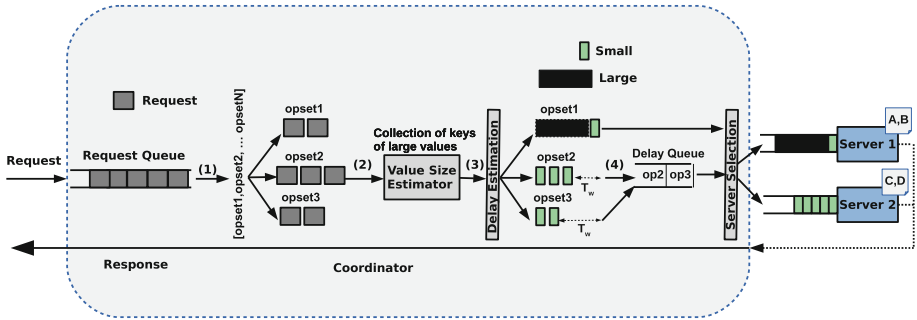 Small
Large
Request
Request
Request Queue
(1)
[opset1,opset2, ... opsetN]
opset1
opset2
opset3
(2)
Collection of keys
of large values
Value Size
Estimator
(3)
Delay Estimation
opset1
opset2
Tw
opset3
Tw
(4)
Delay Queue
op2 op3
Server Selection
A,B
Server 1
C,D
Server 2
Response
Coordinator